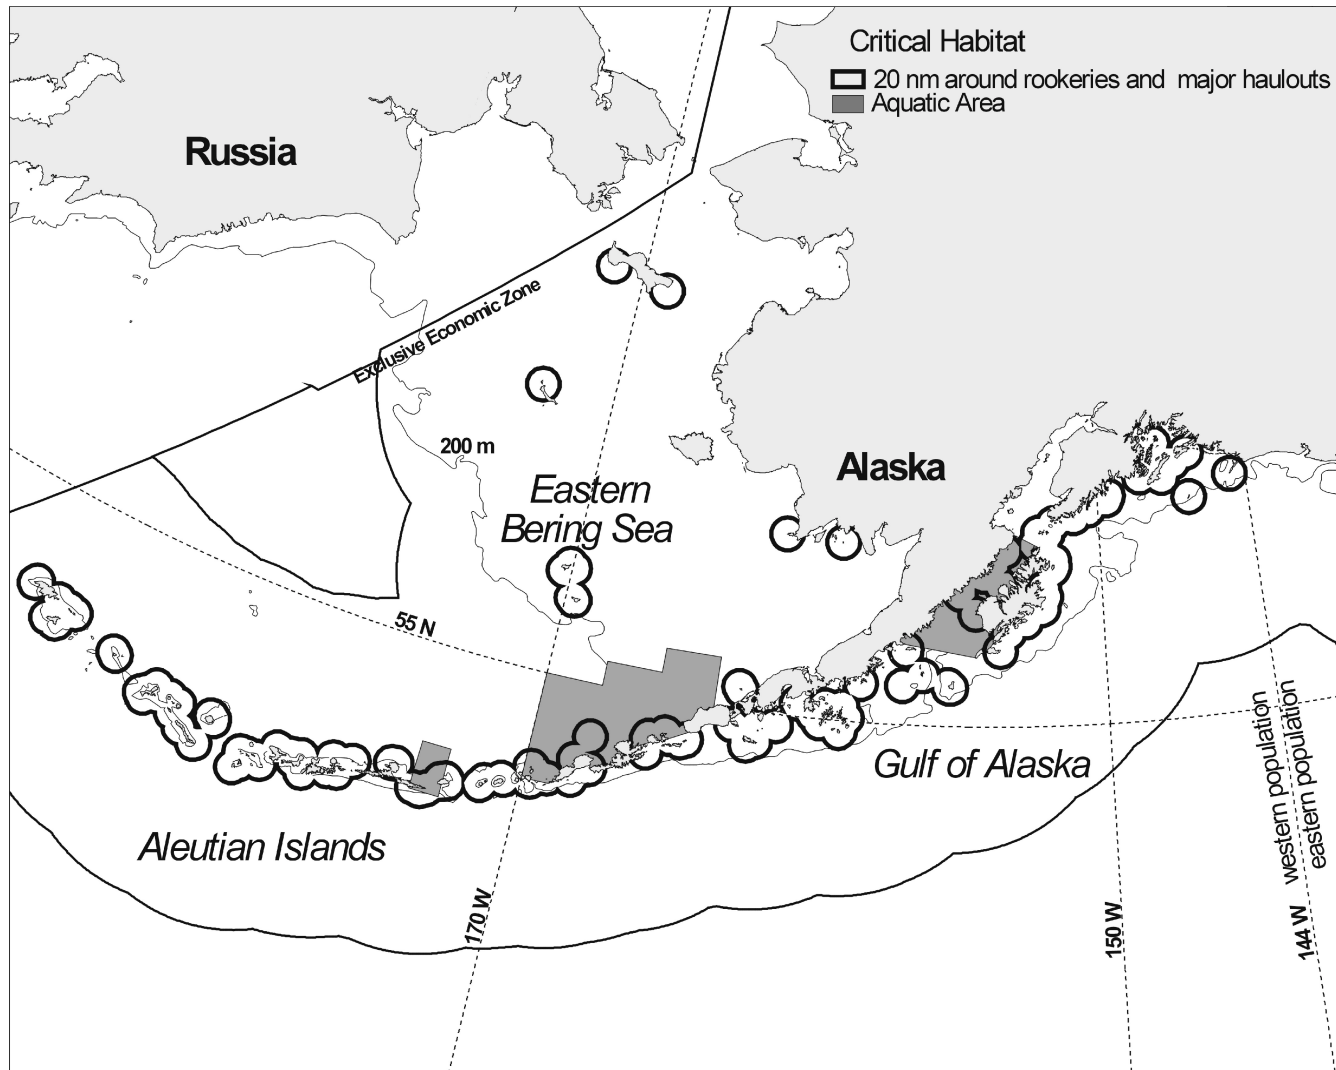 Critical Habitat
20 nm around rookeries and major haulouts
Aquatic Area
Russia
Exclusive Economic Zone
200 m
Alaska
Eastern
Bering Sea
55 N
Gulf of Alaska
western population
eastern population
Aleutian Islands
170 W
150 W
144 W